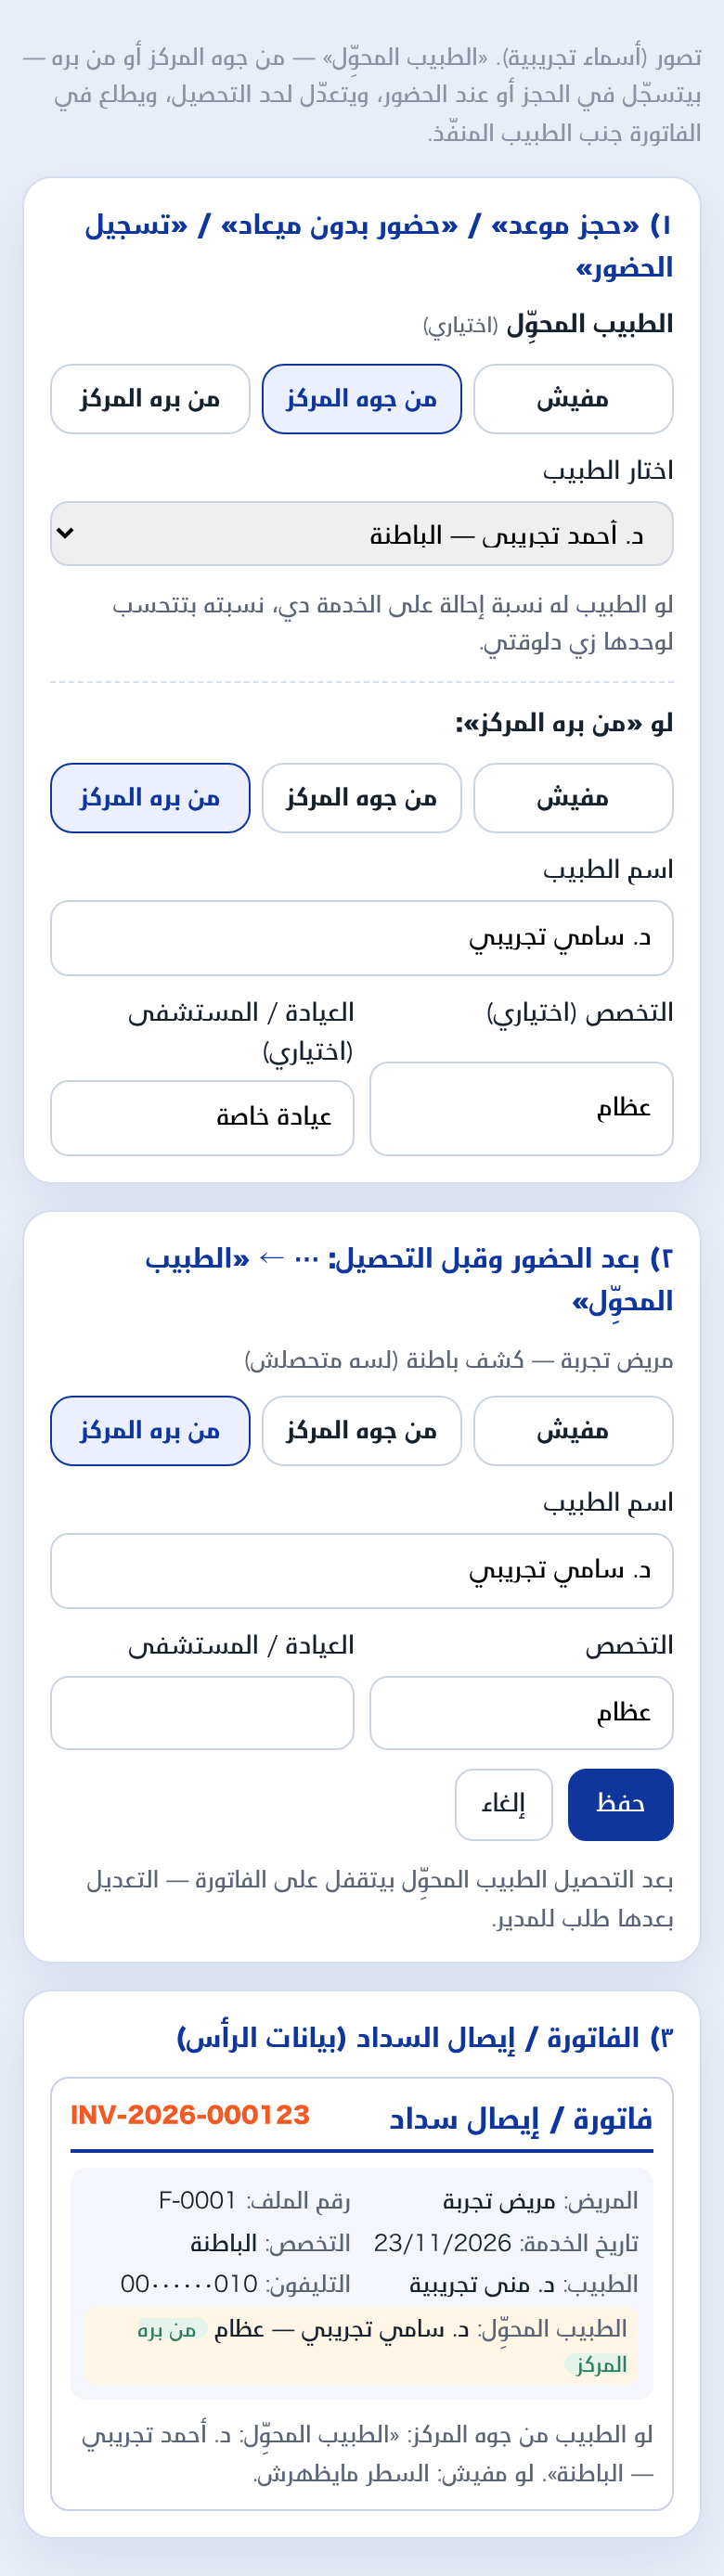 تصور (أسماء تجريبية). «الطبيب المحوِّل» — من جوه المركز أو من بره —
بيتسجّل في الحجز أو عند الحضور، ويتعدّل لحد التحصيل، ويطلع في
الفاتورة جنب الطبيب المنفّذ.
١) «حجز موعد» / «حضور بدون ميعاد» / «تسجيل
الحضور»
الطبيب المحوِّل (اختياري)
مفيش من جوه المركز من بره المركز
اختار الطبيب
د. أحمد تجريبى — الباطنة
لو الطبيب له نسبة إحالة على الخدمة دي، نسبته بتتحسب
لوحدها زي دلوقتي.
لو «من بره المركز»:
مفيش من جوه المركز من بره المركز
اسم الطبيب
د. سامي تجريبي
التخصص (اختياري) العيادة / المستشفى
(اختياري)
عظام عيادة خاصة
٢) بعد الحضور وقبل التحصيل: ⋯ ← «الطبيب
المحوِّل»
مريض تجربة — كشف باطنة (لسه متحصلش)
مفيش من جوه المركز من بره المركز
اسم الطبيب
د. سامي تجريبي
التخصص العيادة / المستشفى
عظام
حفظ إلغاء
بعد التحصيل الطبيب المحوِّل بيتقفل على الفاتورة — التعديل
بعدها طلب للمدير.
٣) الفاتورة / إيصال السداد (بيانات الرأس)
فاتورة / إيصال سداد INV-2026-000123
المريض: مريض تجربة رقم الملف: F-0001
تاريخ الخدمة: 23/11/2026 التخصص: الباطنة
الطبيب: د. منى تجريبية التليفون: 010٠٠٠٠٠٠00
الطبيب المحوِّل: د. سامي تجريبي — عظام من بره
المركز
لو الطبيب من جوه المركز: «الطبيب المحوِّل: د. أحمد تجريبي
— الباطنة». لو مفيش: السطر مايظهرش.